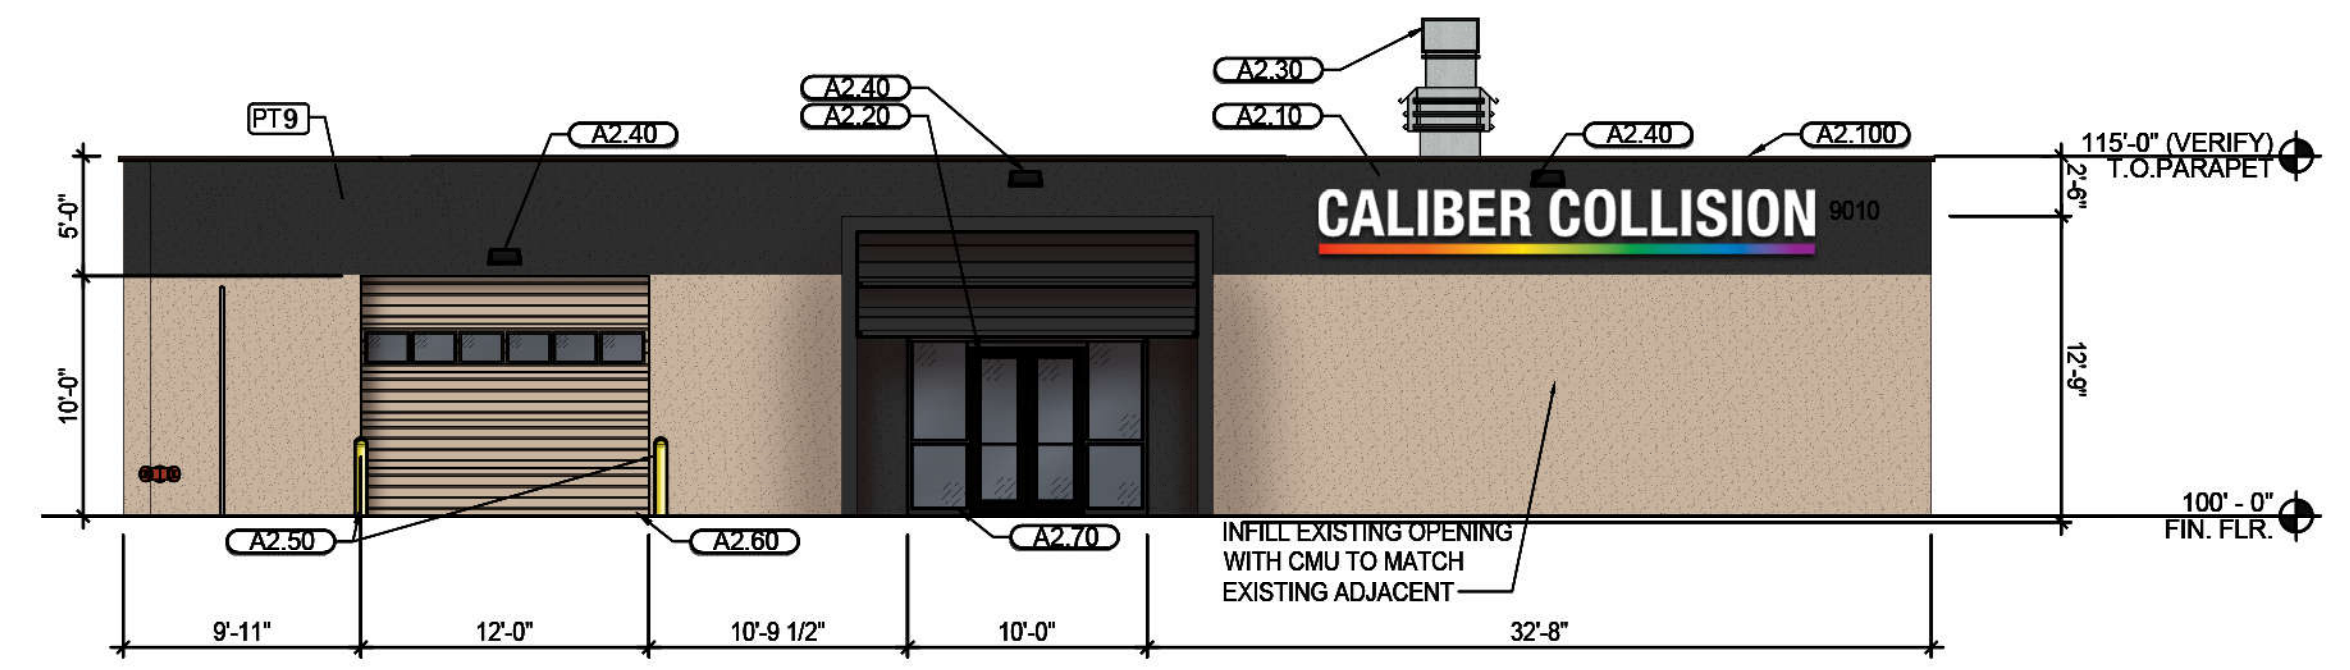 A2.30
A2.40
A2.20
A2.10
PT9
A2.40
A2.40
A2.100
115'-0" (VERIFY)
T.O.PARAPET
5'-0"
2'-6"
CALIBER COLLISION
9010
10'-0"
12'-9"
100' - 0"
FIN. FLR.
A2.50
A2.60
A2.70
INFILL EXISTING OPENING
WITH CMU TO MATCH
EXISTING ADJACENT
9'-11"
12'-0"
10'-9 1/2"
10'-0"
32'-8"